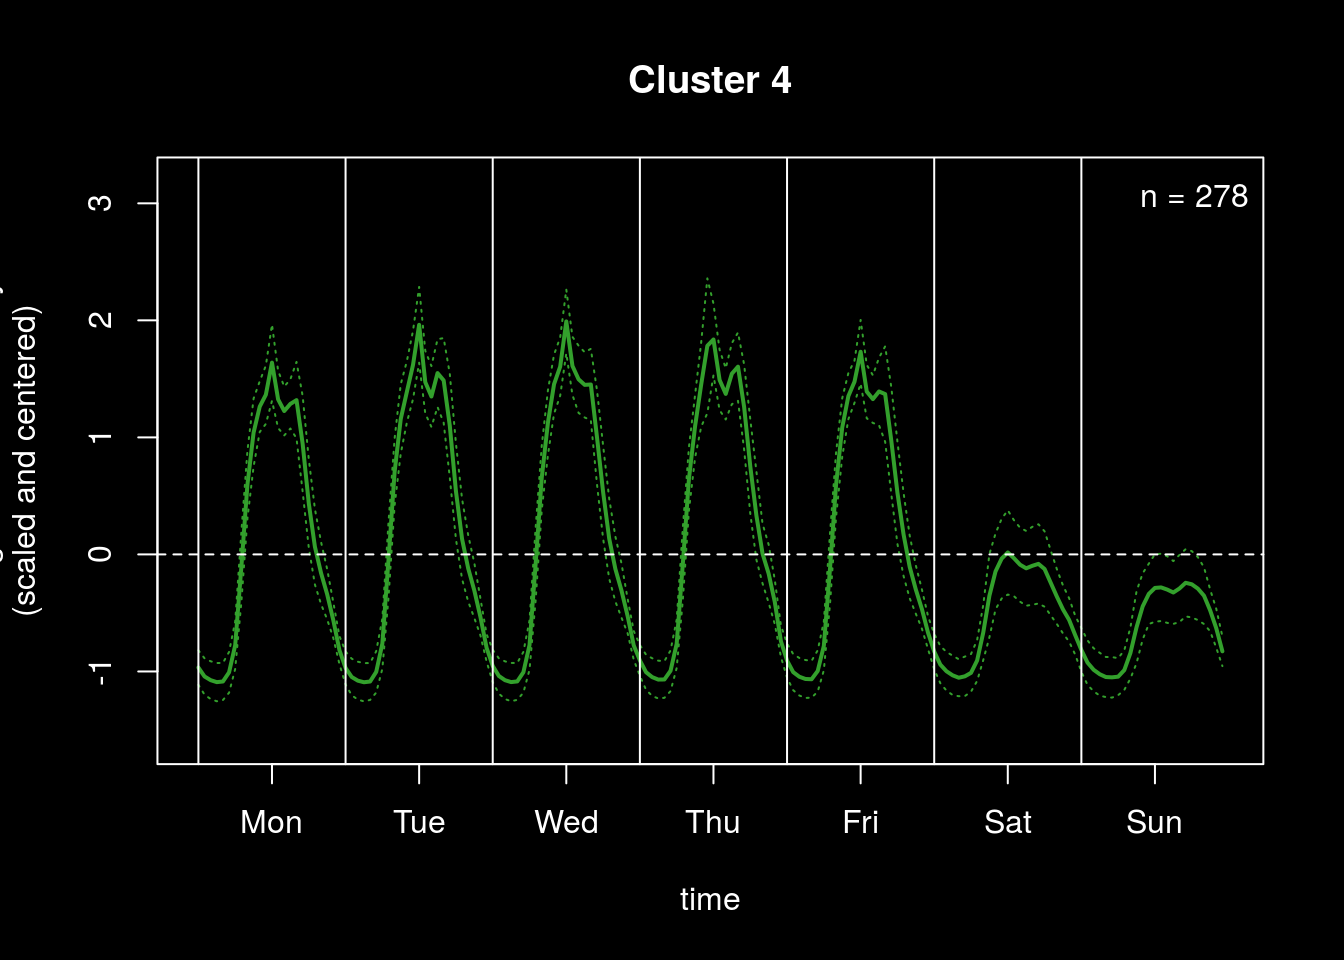 Cluster 4
n = 278
(scaled and centered)
3
2
1
0
-1
Mon Tue Wed Thu Fri Sat Sun
time